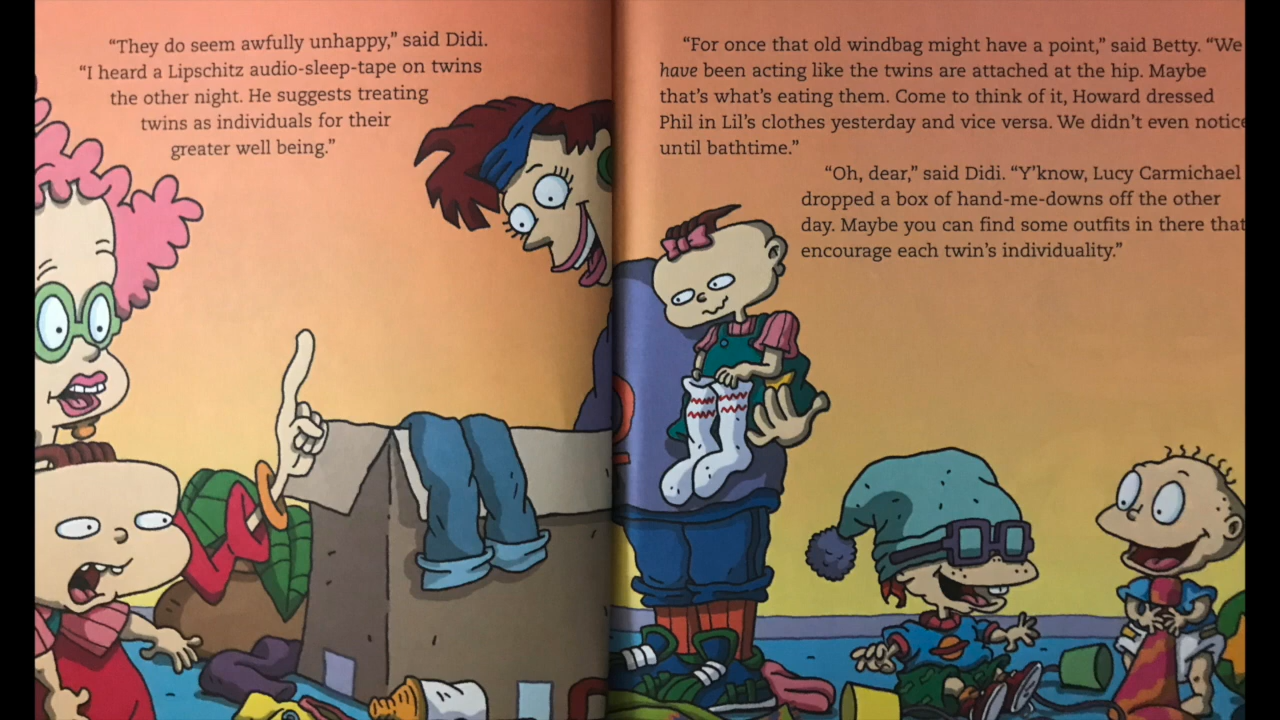 “They do seem awfully unhappy,” said Didi.
“I heard a Lipschitz audio-sleep-tape on twins
the other night. He suggests treating
twins as individuals for their
greater well being.”
“For once that old windbag might have a point,” said Betty. “We
have been acting like the twins are attached at the hip. Maybe
that’s what’s eating them. Come to think of it, Howard dressed
Phil in Lil’s clothes yesterday and vice versa. We didn’t even notice
until bathtime.”
“Oh, dear,” said Didi. “Y’know, Lucy Carmichael
dropped a box of hand-me-downs off the other
day. Maybe you can find some outfits in there that
encourage each twin’s individuality.”